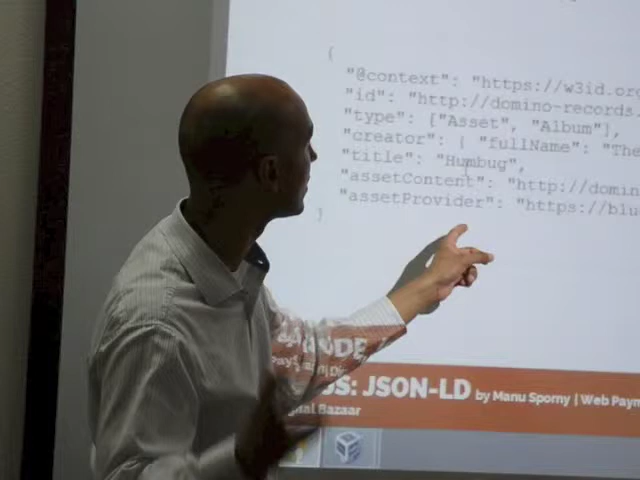 {
"@context": "https://w3id.org
"id": "http://domino-records.
"type": ["Asset", "Album"],
"creator": { "fullName": "The
"title": "Humbug",
"assetContent": "http://domin
"assetProvider": "https://blu
}
JSON-LD by Manu Sporny | Web Paym
Bazaar